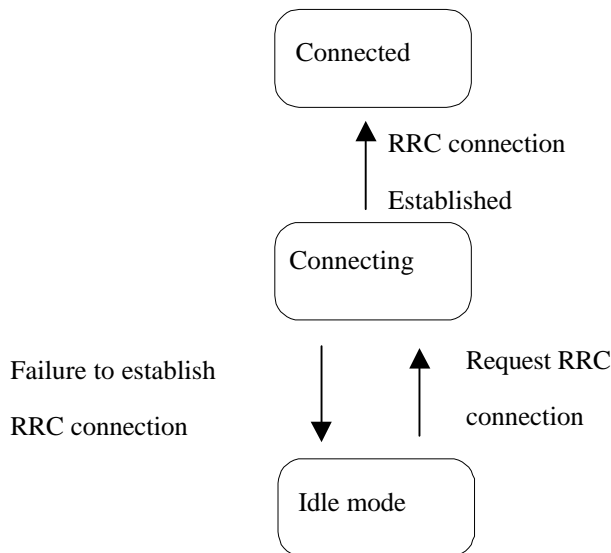 Connected
RRC connection
Established
Connecting
Failure to establish
RRC connection
Request RRC
connection
Idle mode